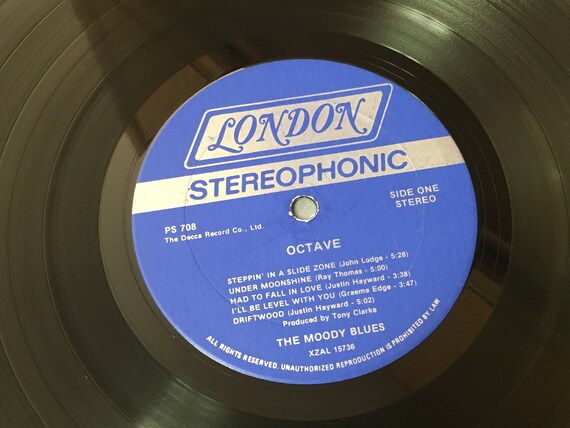 LONDON
STEREOPHONIC
SIDE ONE
STEREO
PS 708
The Decca Record Co., Ltd.
OCTAVE
STEPPIN' IN A SLIDE ZONE (John Lodge - 5:28)
UNDER MOONSHINE (Ray Thomas - 5:00)
HAD TO FALL IN LOVE (Justin Hayward - 3:38)
I'LL BE LEVEL WITH YOU (Graeme Edge - 3:47)
DRIFTWOOD (Justin Hayward - 5:02)
Produced by Tony Clarke
THE MOODY BLUES
XZAL 15736
ALL RIGHTS RESERVED. UNAUTHORIZED REPRODUCTION IS PROHIBITED BY LAW